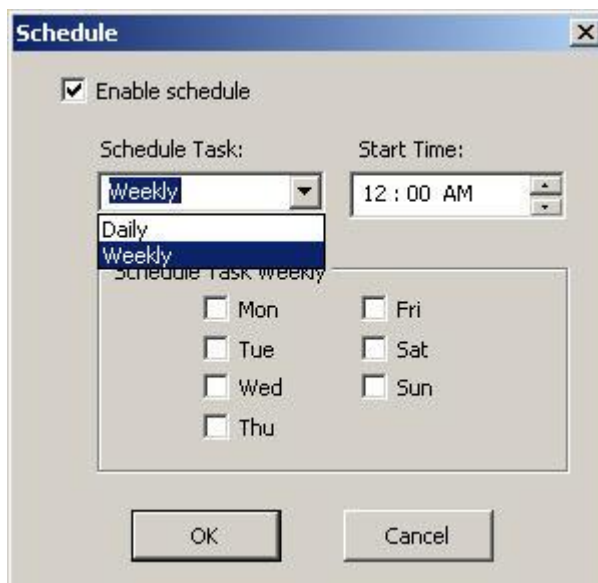 Schedule
Enable schedule
Schedule Task: Start Time:
Weekly 12 : 00 AM
Daily
Weekly
Schedule Task Weekly
Mon Fri
Tue Sat
Wed Sun
Thu
OK Cancel